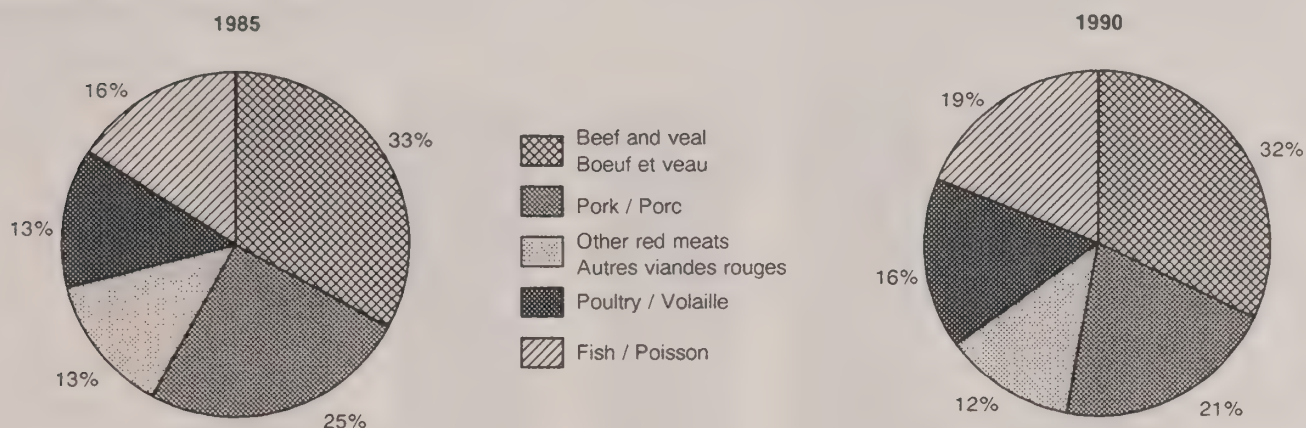 1985
16%
33%
13%
13%
25%
Beef and veal
Boeuf et veau
Pork / Porc
Other red meats
Autres viandes rouges
Poultry / Volaille
Fish / Poisson
1990
19%
32%
16%
12%
21%